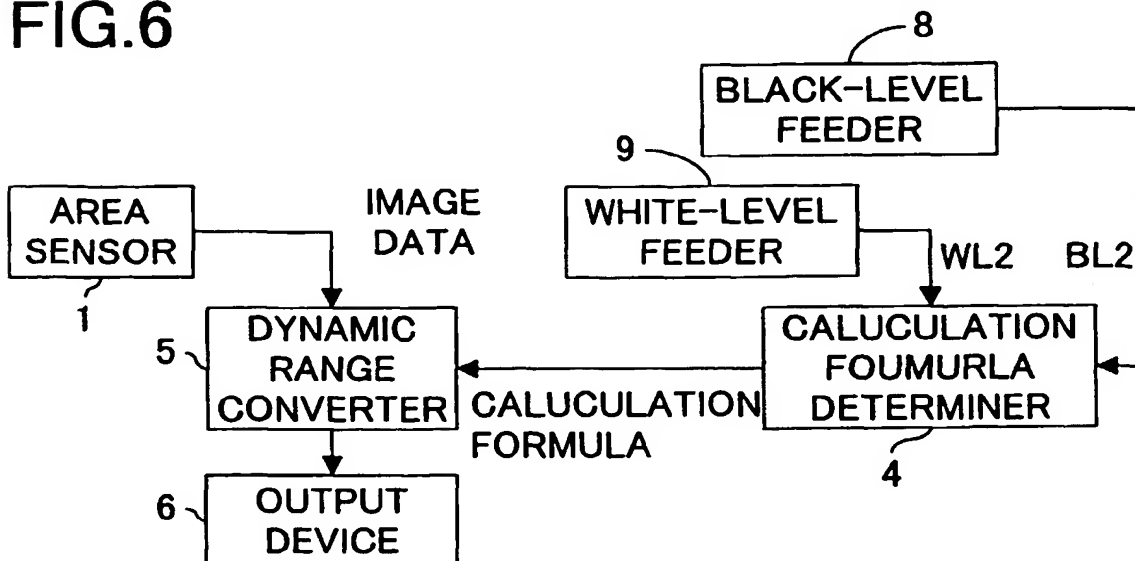 FIG.6
8
BLACK-LEVEL
FEEDER
9
AREA
SENSOR
1
IMAGE
DATA
WHITE-LEVEL
FEEDER
WL2
BL2
5
DYNAMIC
RANGE
CONVERTER
CALUCULATION
FORMULA
CALUCULATION
FOUMURLA
DETERMINER
4
6
OUTPUT
DEVICE